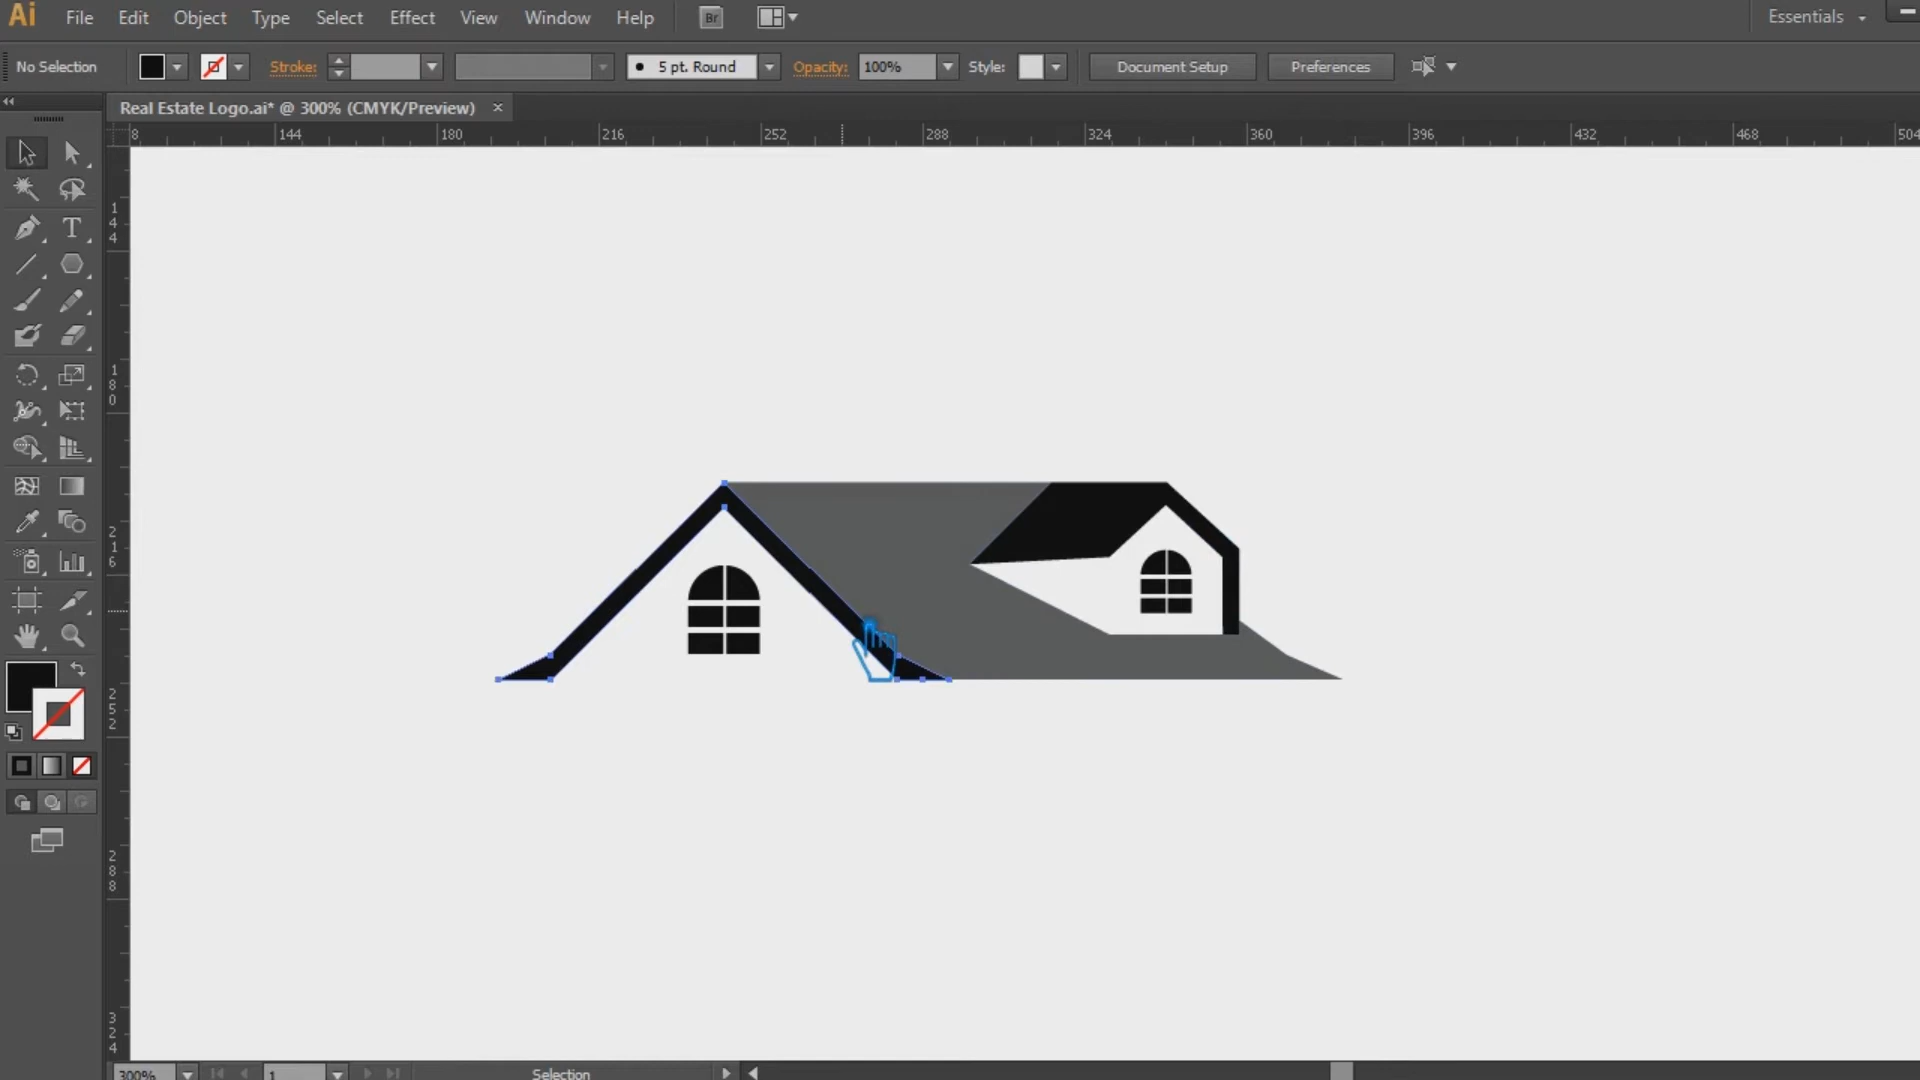 Ai File Edit Object Type Select Effect View Window Help Br Essentials
No Selection Stroke: 5 pt. Round Opacity: 100% Style: Document Setup Preferences
Real Estate Logo.ai* @ 300% (CMYK/Preview) ×
8 144 180 216 252 288 324 360 396 432 468 504
144
180
216
252
288
324
T
300% 1 Selection